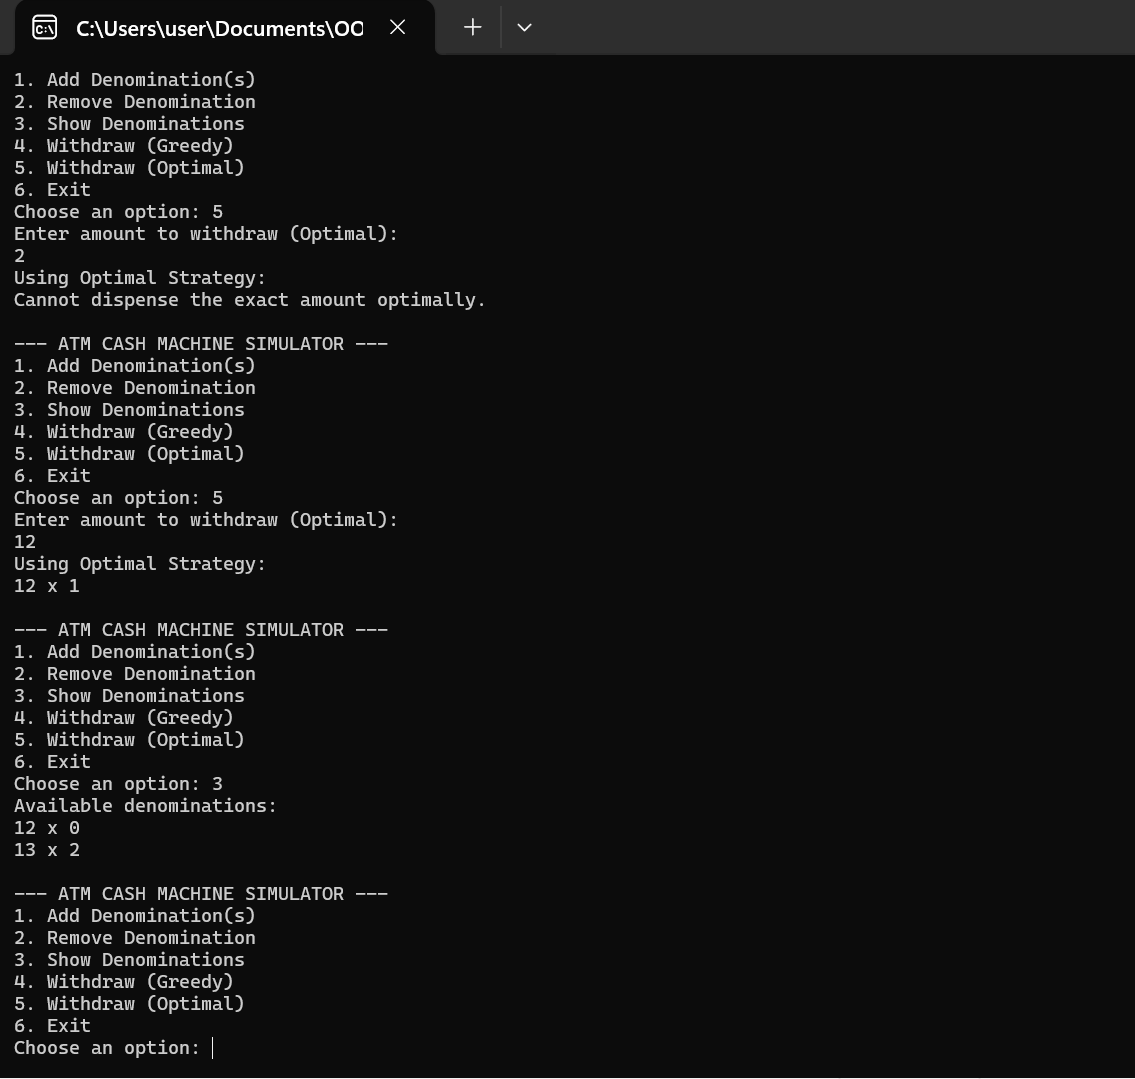 C:\Users\user\Documents\OO
1. Add Denomination(s)
2. Remove Denomination
3. Show Denominations
4. Withdraw (Greedy)
5. Withdraw (Optimal)
6. Exit
Choose an option: 5
Enter amount to withdraw (Optimal):
2
Using Optimal Strategy:
Cannot dispense the exact amount optimally.
--- ATM CASH MACHINE SIMULATOR ---
1. Add Denomination(s)
2. Remove Denomination
3. Show Denominations
4. Withdraw (Greedy)
5. Withdraw (Optimal)
6. Exit
Choose an option: 5
Enter amount to withdraw (Optimal):
12
Using Optimal Strategy:
12 x 1
--- ATM CASH MACHINE SIMULATOR ---
1. Add Denomination(s)
2. Remove Denomination
3. Show Denominations
4. Withdraw (Greedy)
5. Withdraw (Optimal)
6. Exit
Choose an option: 3
Available denominations:
12 x 0
13 x 2
--- ATM CASH MACHINE SIMULATOR ---
1. Add Denomination(s)
2. Remove Denomination
3. Show Denominations
4. Withdraw (Greedy)
5. Withdraw (Optimal)
6. Exit
Choose an option: